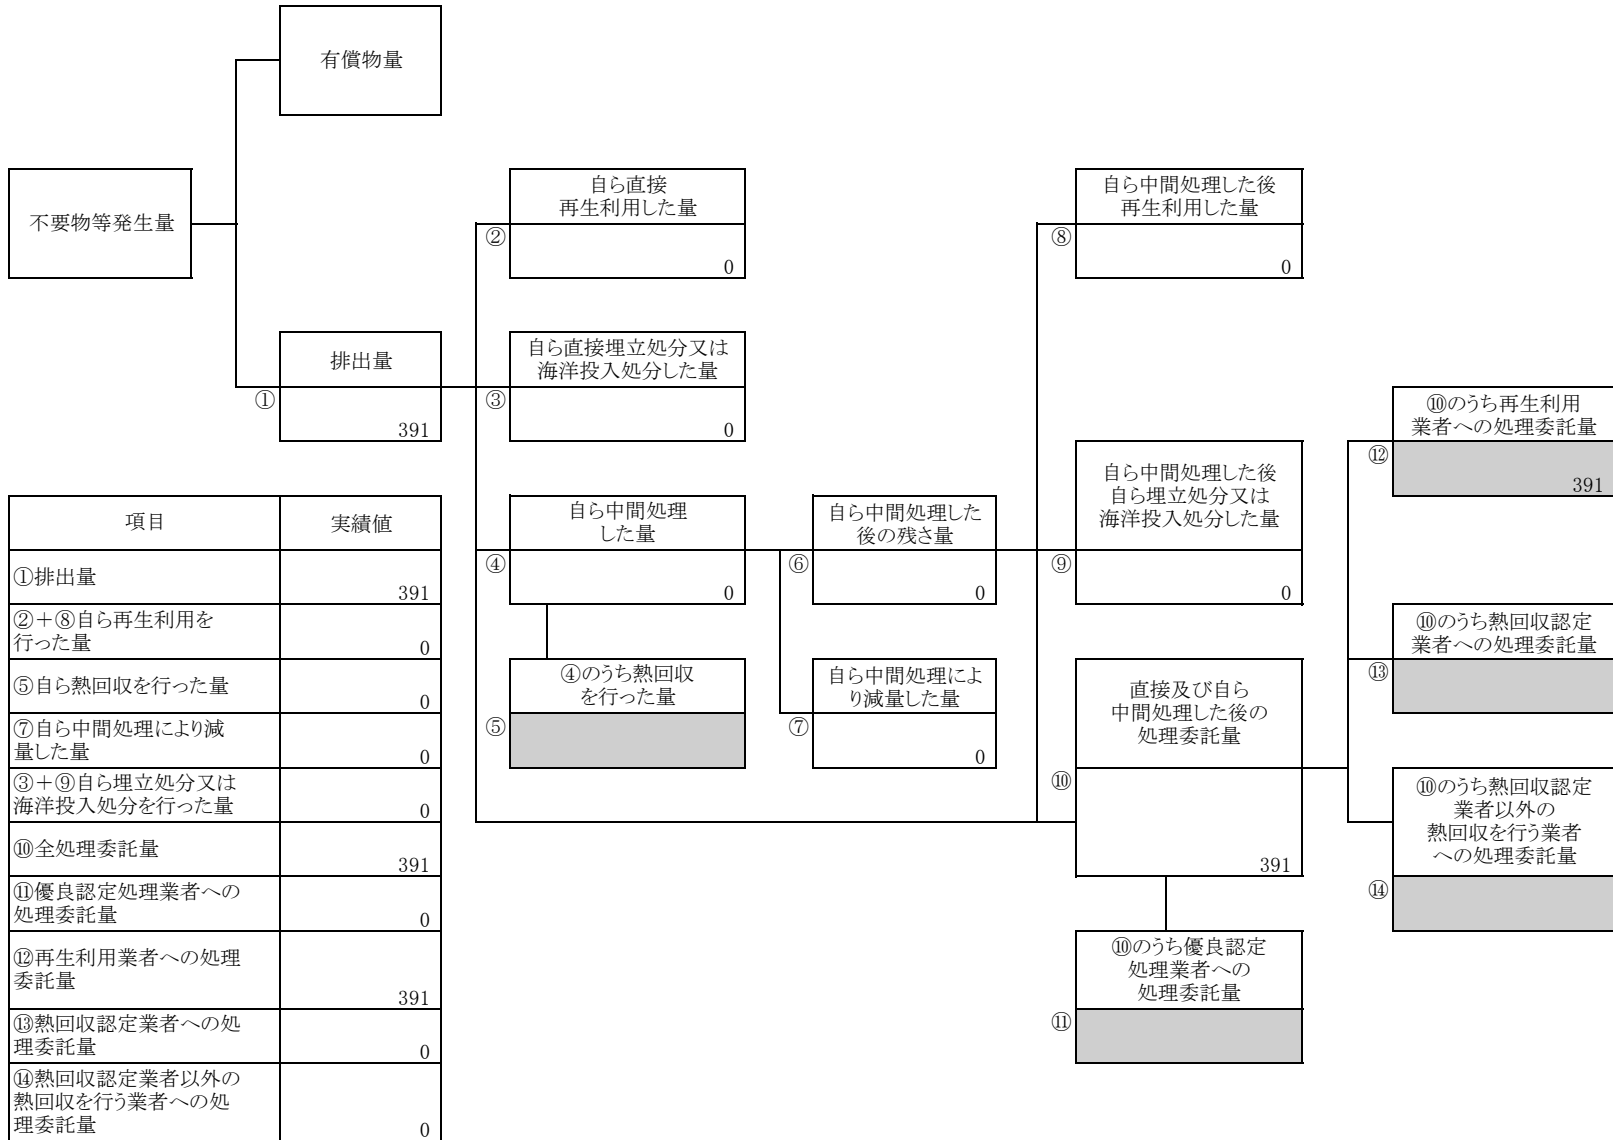 有償物量
不要物等発生量
自ら直接
再生利用した量
②
0
自ら中間処理した後
再生利用した量
⑧
0
排出量
①
391
自ら直接埋立処分又は
海洋投入処分した量
③
0
⑩のうち再生利用
業者への処理委託量
⑫
391
自ら中間処理
した量
④
0
自ら中間処理した
後の残さ量
⑥
0
自ら中間処理した後
自ら埋立処分又は
海洋投入処分した量
⑨
0
⑩のうち熱回収認定
業者への処理委託量
⑬
④のうち熱回収
を行った量
⑤
自ら中間処理によ
り減量した量
⑦
0
直接及び自ら
中間処理した後の
処理委託量
⑩
391
⑩のうち熱回収認定
業者以外の
熱回収を行う業者
への処理委託量
⑭
⑩のうち優良認定
処理業者への
処理委託量
⑪
項目 実績値
①排出量 391
②+⑧自ら再生利用を
行った量 0
⑤自ら熱回収を行った量 0
⑦自ら中間処理により減
量した量 0
③+⑨自ら埋立処分又は
海洋投入処分を行った量 0
⑩全処理委託量 391
⑪優良認定処理業者への
処理委託量 0
⑫再生利用業者への処理
委託量 391
⑬熱回収認定業者への処
理委託量 0
⑭熱回収認定業者以外の
熱回収を行う業者への処
理委託量 0